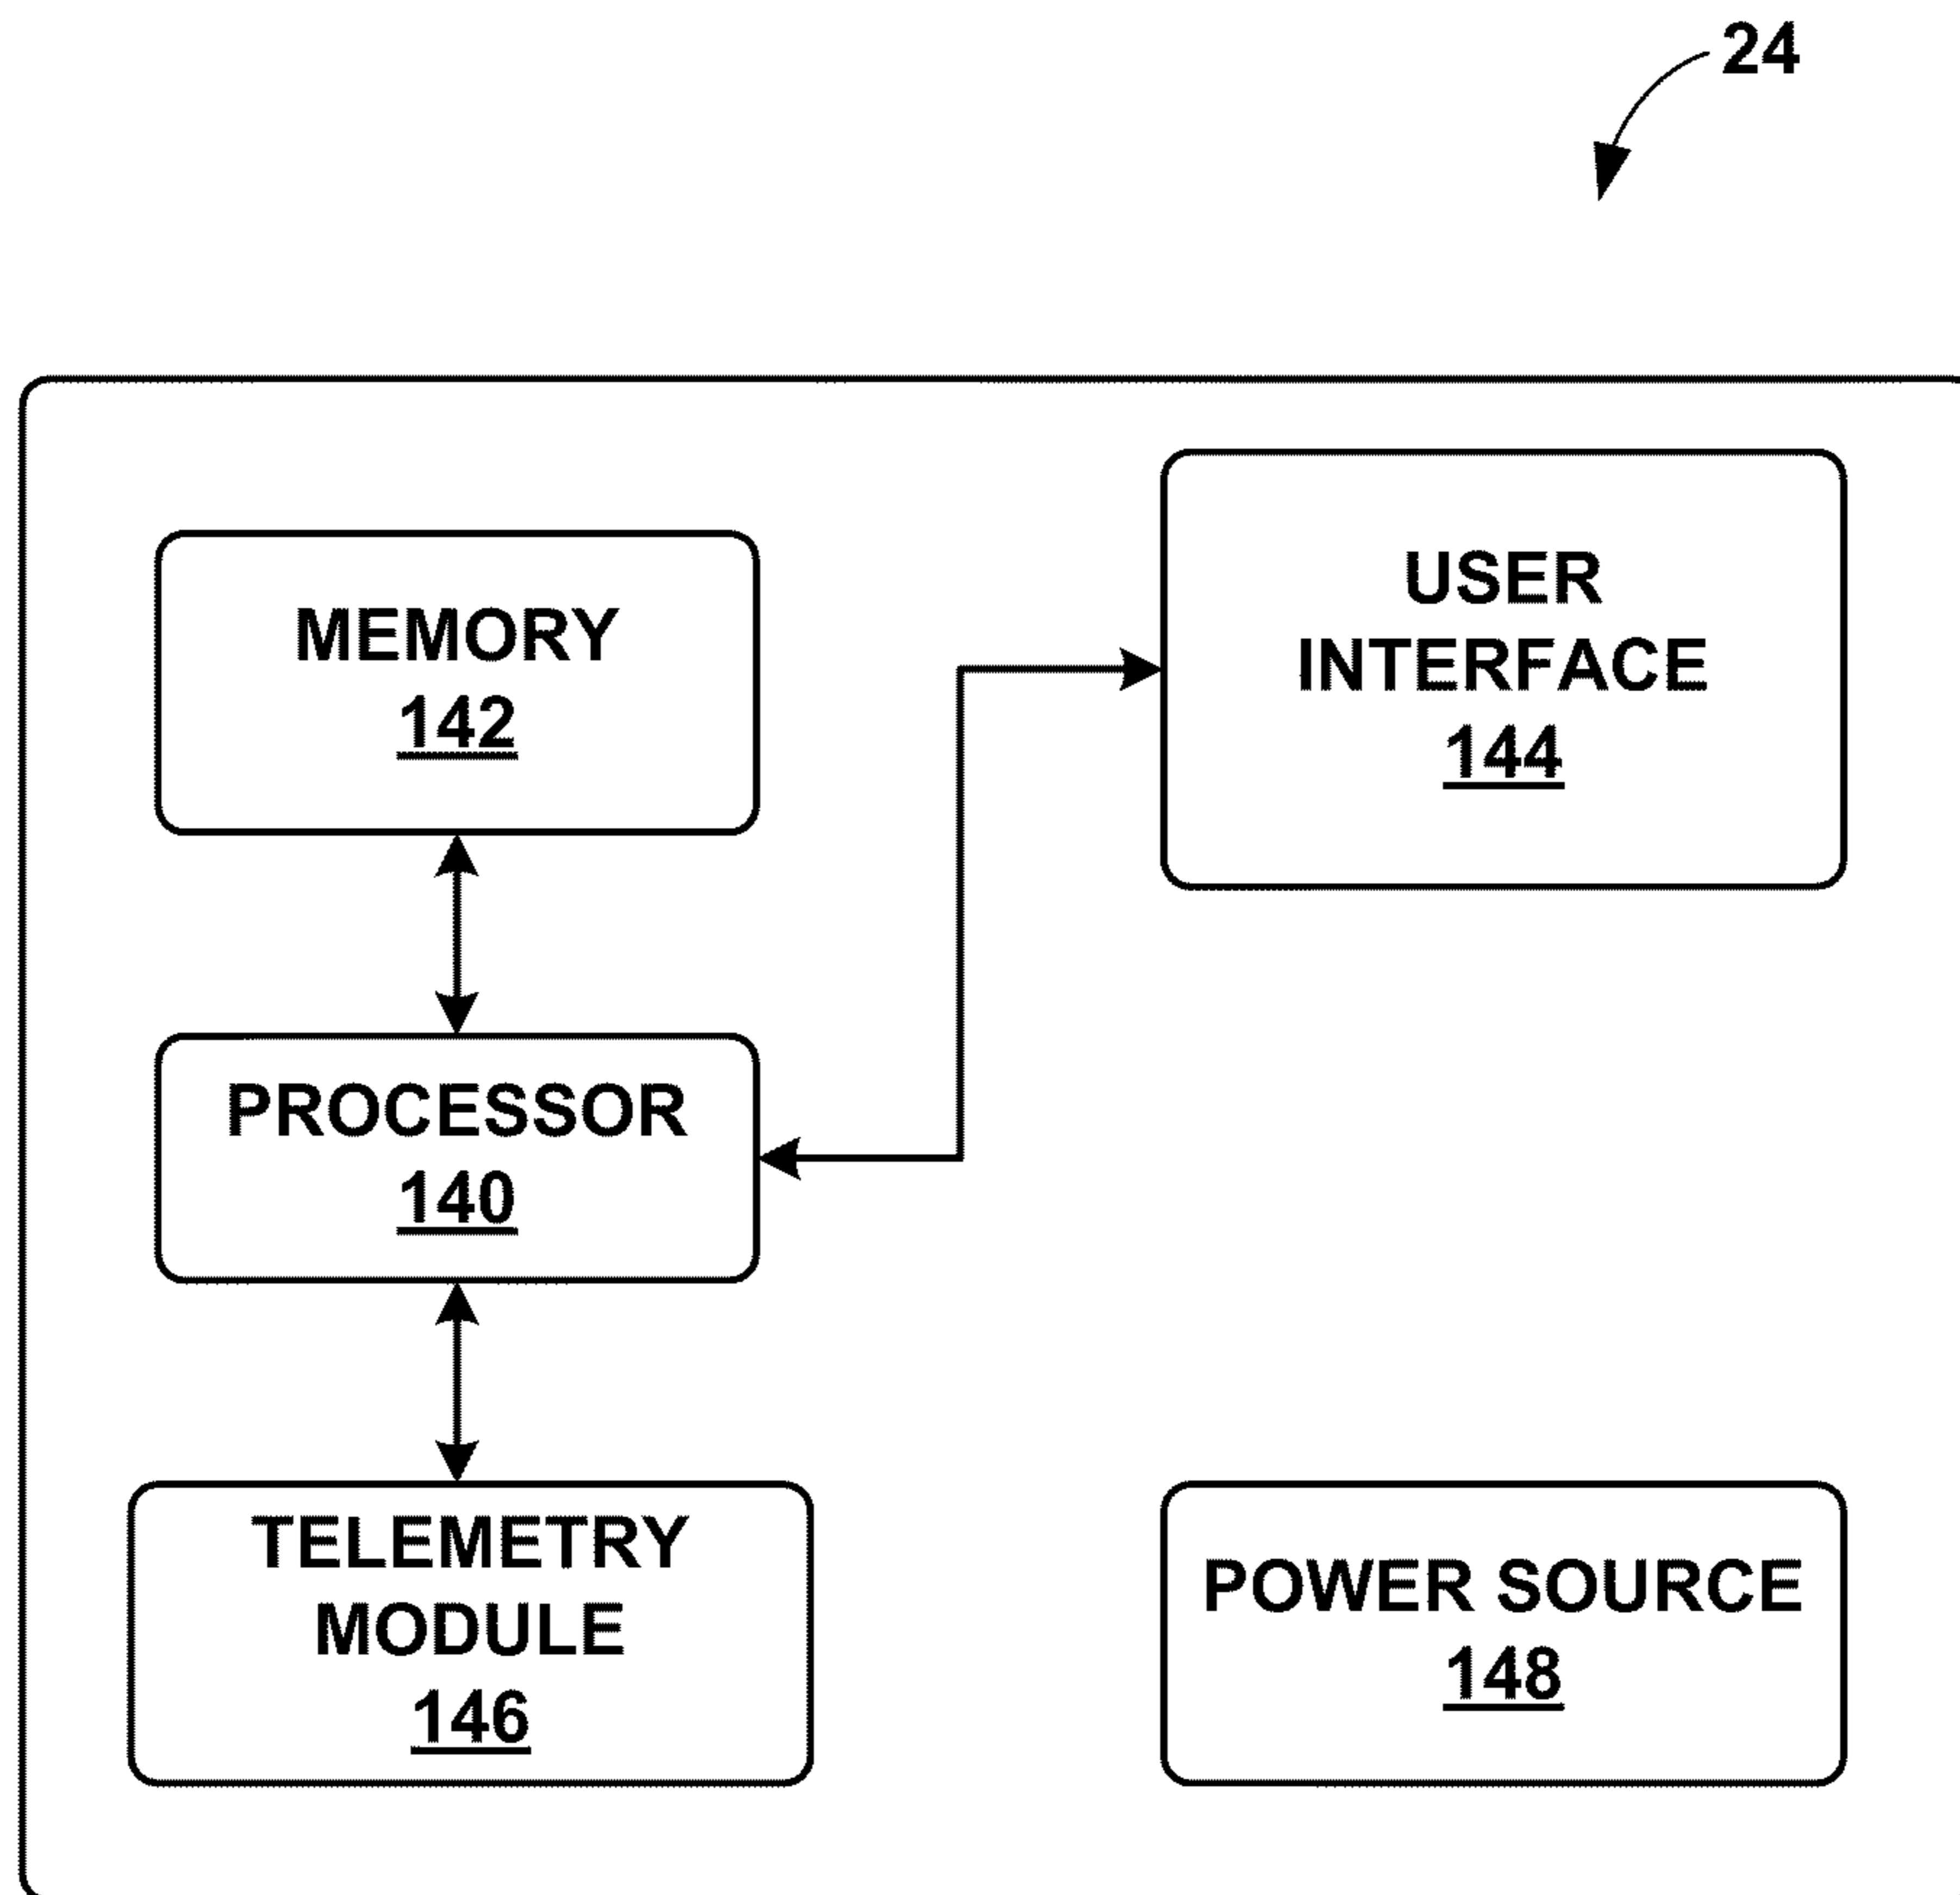 24
MEMORY
142
USER
INTERFACE
144
PROCESSOR
140
TELEMETRY
MODULE
146
POWER SOURCE
148